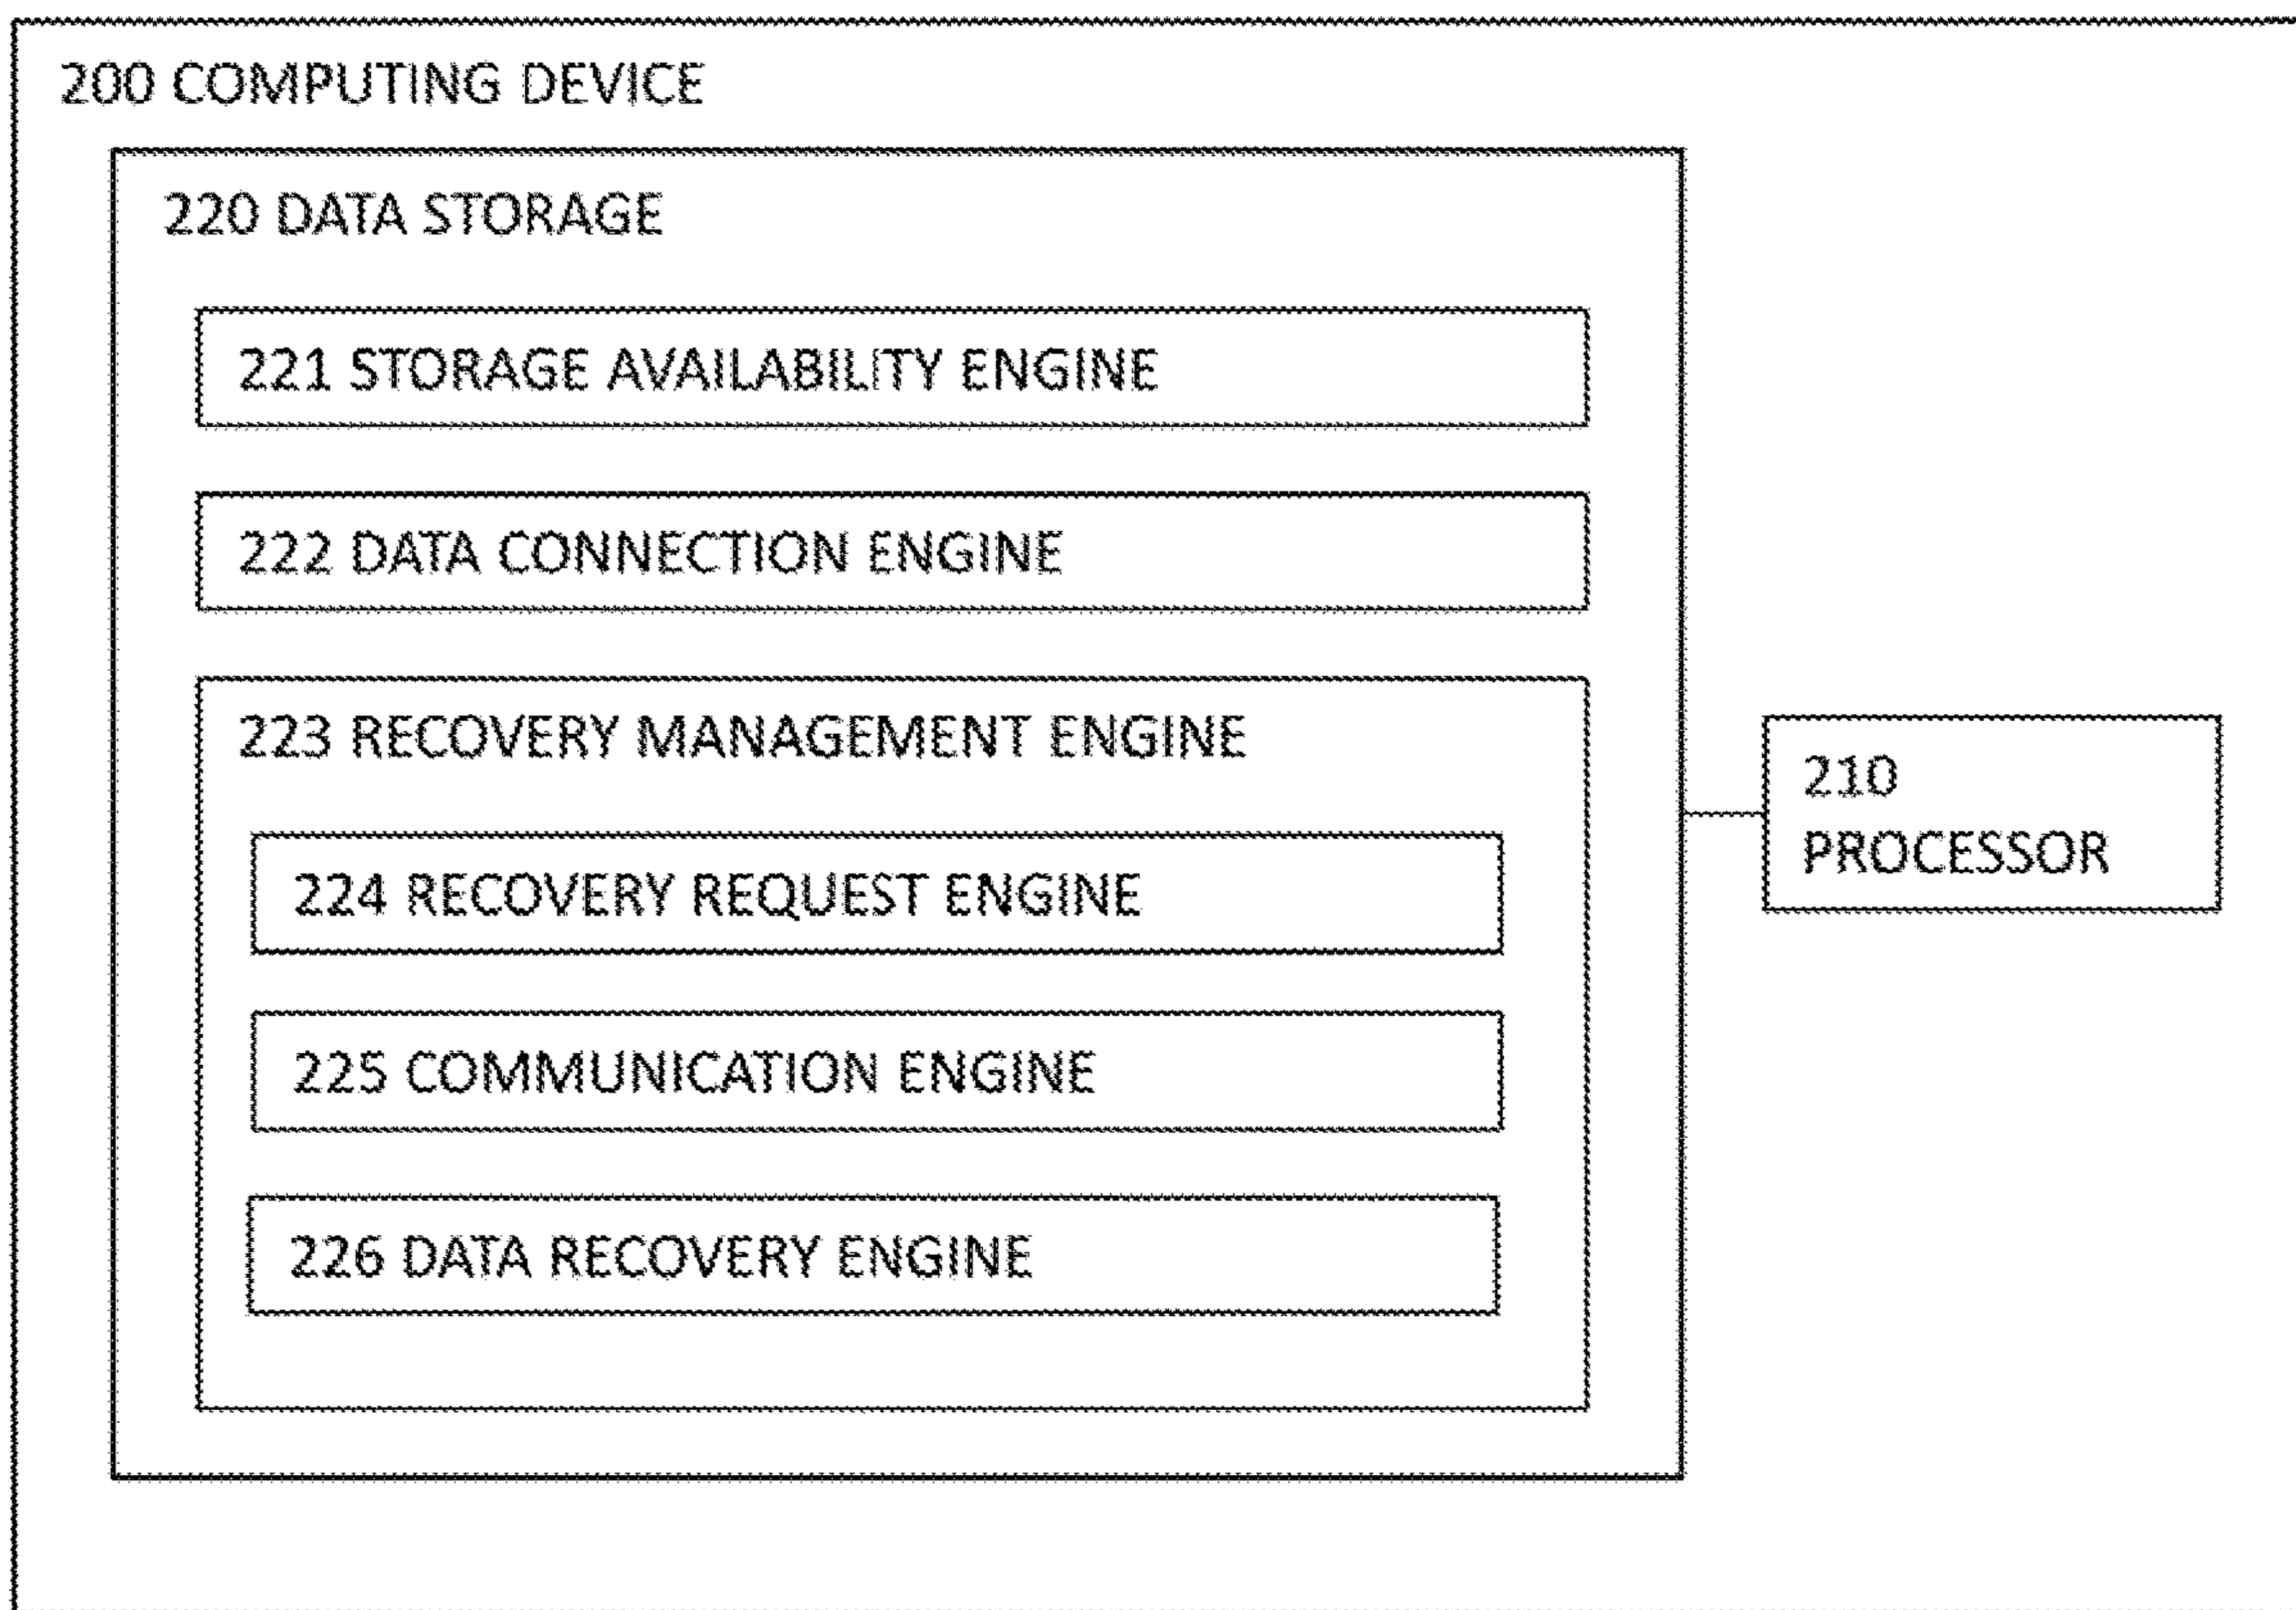 200 COMPUTING DEVICE
220 DATA STORAGE
221 STORAGE AVAILABILITY ENGINE
222 DATA CONNECTION ENGINE
223 RECOVERY MANAGEMENT ENGINE
224 RECOVERY REQUEST ENGINE
225 COMMUNICATION ENGINE
226 DATA RECOVERY ENGINE
210
PROCESSOR